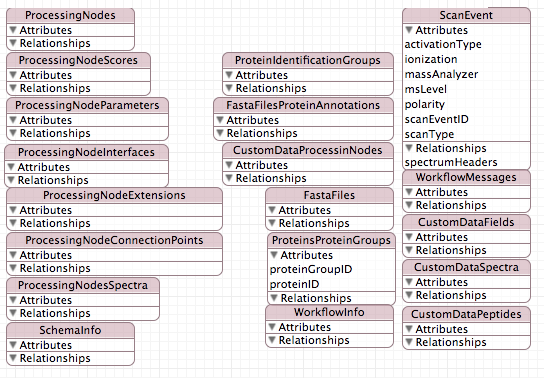 ProcessingNodes
Attributes
Relationships
ProcessingNodeScores
Attributes
Relationships
ProcessingNodeParameters
Attributes
Relationships
ProcessingNodeInterfaces
Attributes
Relationships
ProcessingNodeExtensions
Attributes
Relationships
ProcessingNodeConnectionPoints
Attributes
Relationships
ProcessingNodesSpectra
Attributes
Relationships
SchemaInfo
Attributes
Relationships
ProteinIdentificationGroups
Attributes
Relationships
FastaFilesProteinAnnotations
Attributes
Relationships
CustomDataProcessinNodes
Attributes
Relationships
FastaFiles
Attributes
Relationships
ProteinsProteinGroups
Attributes
proteinGroupID
proteinID
Relationships
WorkflowInfo
Attributes
Relationships
ScanEvent
Attributes
activationType
ionization
massAnalyzer
msLevel
polarity
scanEventID
scanType
Relationships
spectrumHeaders
WorkflowMessages
Attributes
Relationships
CustomDataFields
Attributes
Relationships
CustomDataSpectra
Attributes
Relationships
CustomDataPeptides
Attributes
Relationships